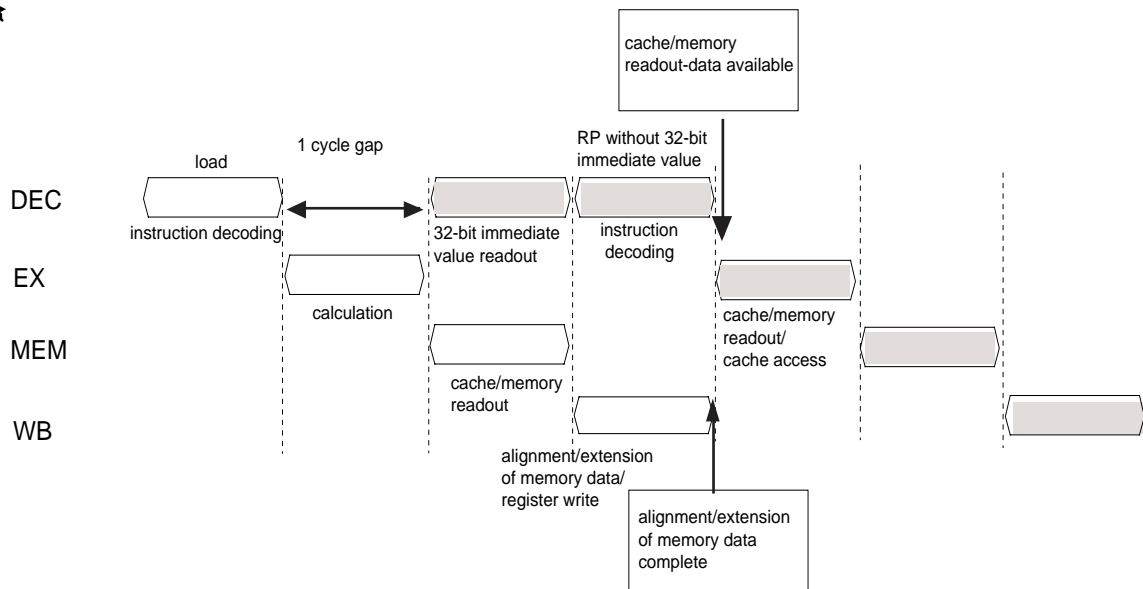 cache/memory
readout-data available
RP without 32-bit
immediate value
1 cycle gap
load
DEC
instruction decoding
32-bit immediate
value readout
instruction
decoding
EX
calculation
cache/memory
readout/
cache access
MEM
cache/memory
readout
WB
alignment/extension
of memory data/
register write
alignment/extension
of memory data
complete